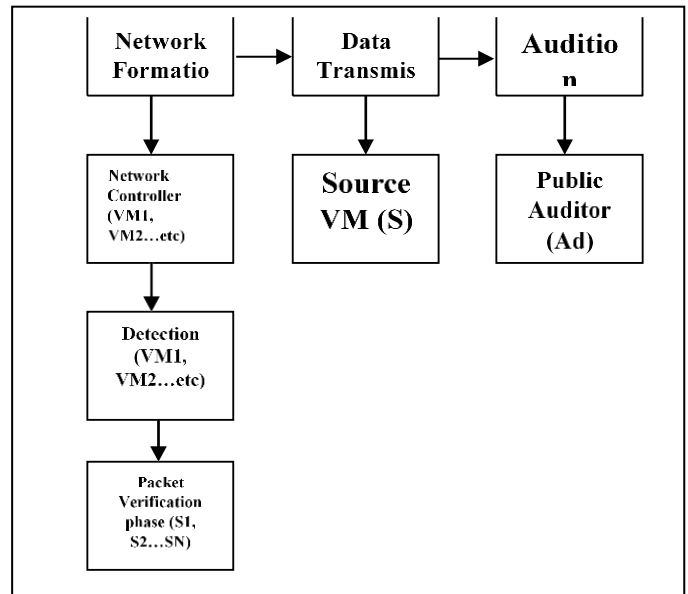 Network
Formatio
Data
Transmis
Auditio
n
Network
Controller
(VM1,
VM2…etc)
Source
VM (S)
Public
Auditor
(Ad)
Detection
(VM1,
VM2…etc)
Packet
Verification
phase (S1,
S2…SN)